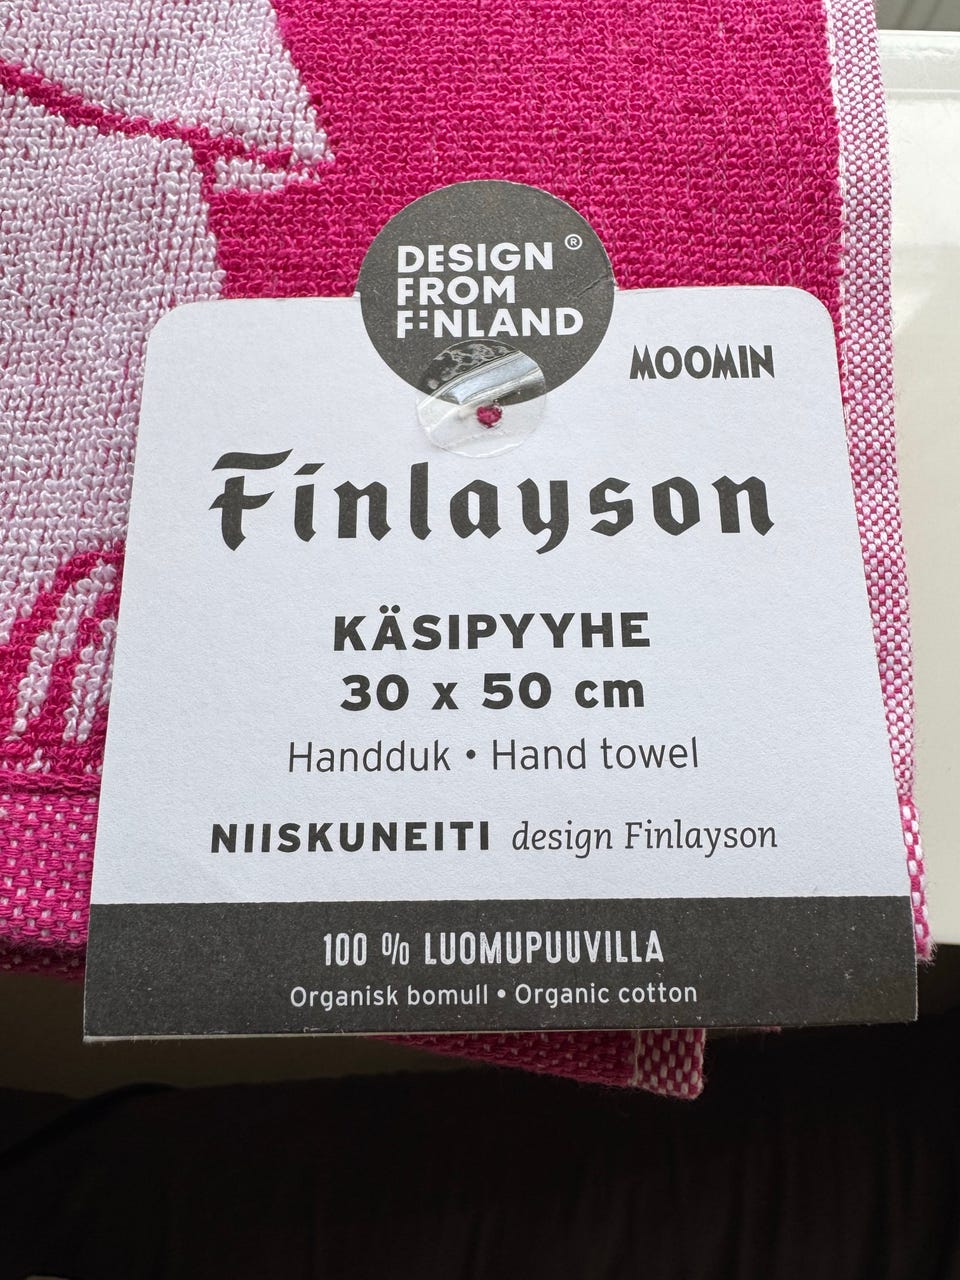 DESIGN ®
FROM
FINLAND
MOOMIN
Finlayson
KÄSIPYYHE
30 x 50 cm
Handduk • Hand towel
NIISKUNEITI design Finlayson
100 % LUOMUPUUVILLA
Organisk bomull • Organic cotton